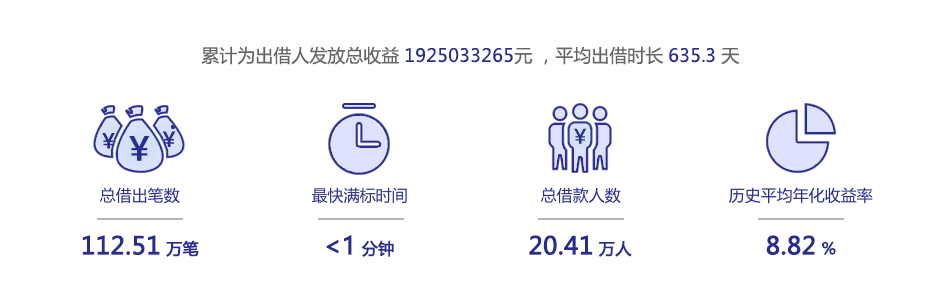 累计为出借人发放总收益 1925033265元 ，平均出借时长 635.3 天
¥ ¥ ¥
¥
总借出笔数
最快满标时间
总借款人数
历史平均年化收益率
112.51 万笔
<1 分钟
20.41 万人
8.82 %